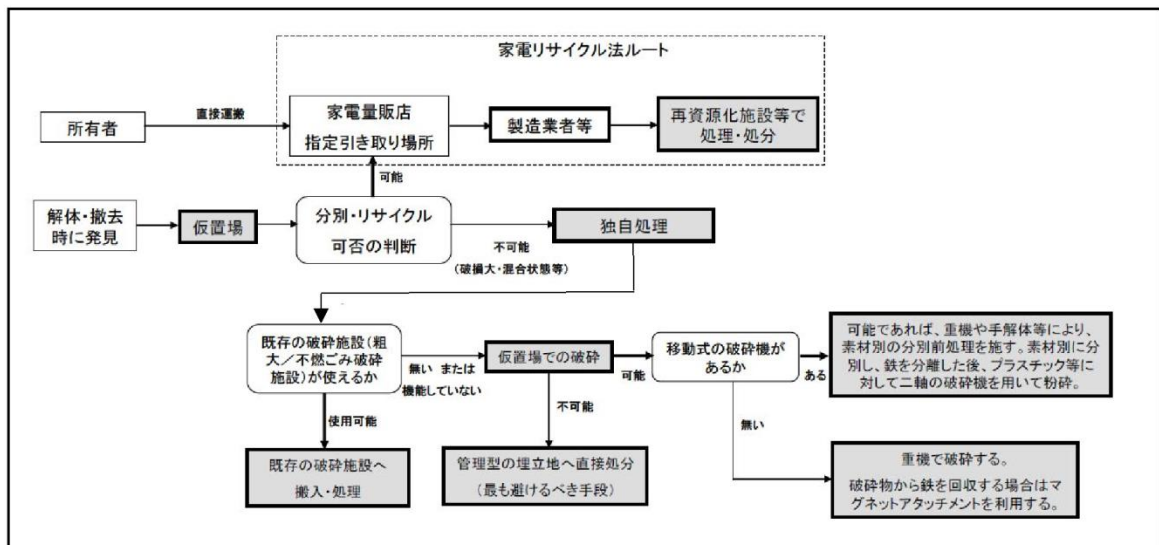 家電リサイクル法ルート
所有者
直接運搬
家電量販店
指定引き取り場所
製造業者等
再資源化施設等で
処理・処分
可能
解体・撤去
時に発見
仮置場
分別・リサイクル
可否の判断
不可能
（破損大・混合状態等）
独自処理
既存の破砕施設（粗
大／不燃ごみ破砕
施設）が使えるか
無い または
機能していない
仮置場での破砕
可能
移動式の破砕機が
あるか
ある
可能であれば、重機や手解体等により、
素材別の分別前処理を施す。素材別に分
別し、鉄を分離した後、プラスチック等に
対して二軸の破砕機を用いて粉砕。
使用可能
不可能
無い
既存の破砕施設へ
搬入・処理
管理型の埋立地へ直接処分
（最も避けるべき手段）
重機で破砕する。
破砕物から鉄を回収する場合はマ
グネットアタッチメントを利用する。